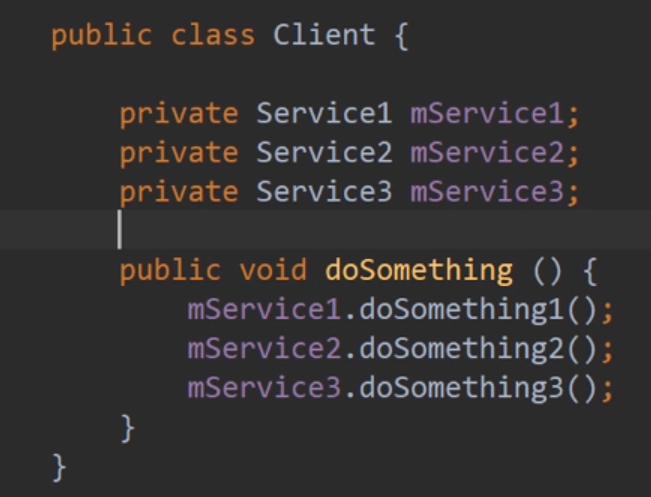 public class Client {
private Service1 mService1;
private Service2 mService2;
private Service3 mService3;
public void doSomething () {
mService1.doSomething1();
mService2.doSomething2();
mService3.doSomething3();
}
}